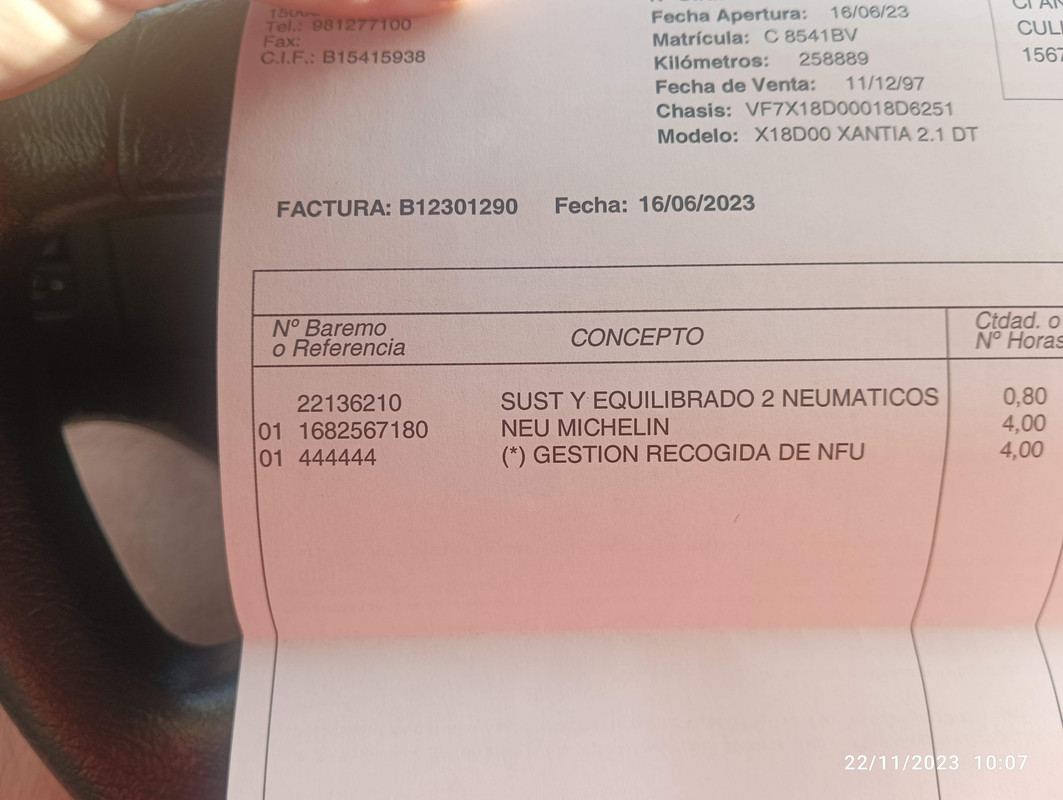 Tel.: 981277100
Fax:
C.I.F.: B15415938
Fecha Apertura: 16/06/23
Matrícula: C 8541BV
Kilómetros: 258889
Fecha de Venta: 11/12/97
Chasis: VF7X18D00018D6251
Modelo: X18D00 XANTIA 2.1 DT
CUL
1567
FACTURA: B12301290 Fecha: 16/06/2023
Nº Baremo
o Referencia
CONCEPTO
Ctdad. o
Nº Horas
22136210 SUST Y EQUILIBRADO 2 NEUMATICOS 0,80
01 1682567180 NEU MICHELIN 4,00
01 444444 (*) GESTION RECOGIDA DE NFU 4,00
22/11/2023 10:07